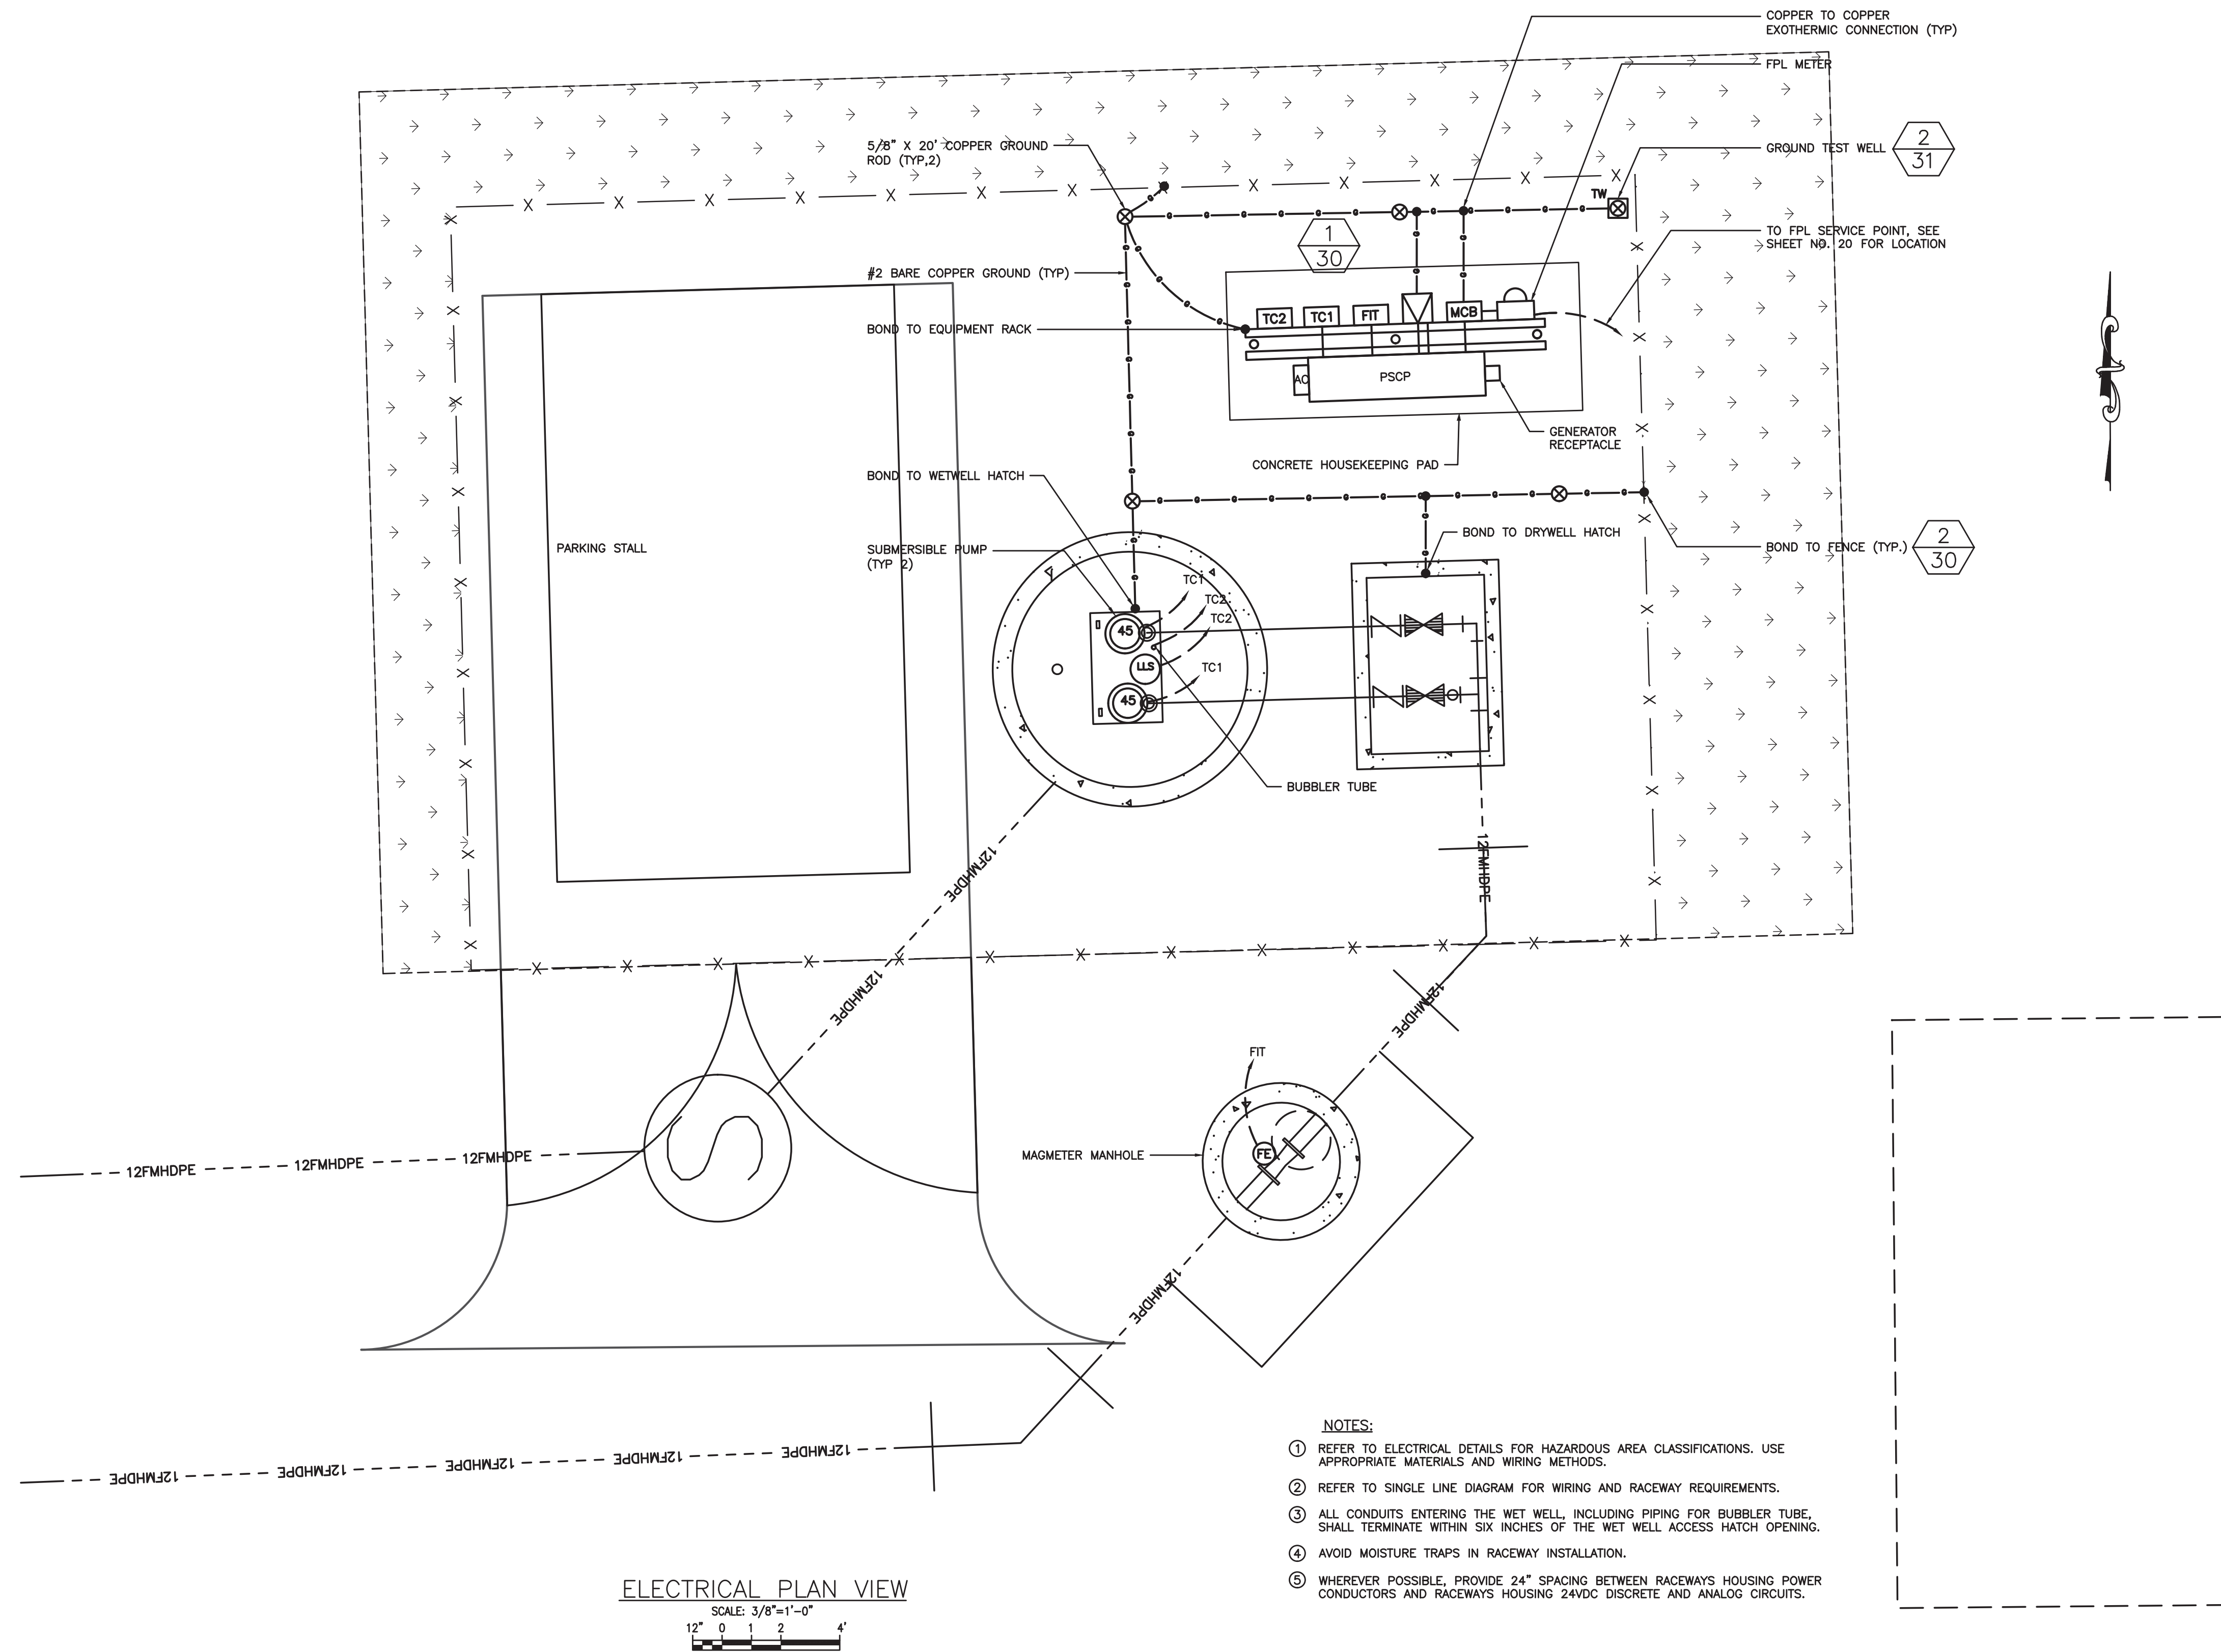 COPPER TO COPPER
EXOTHERMIC CONNECTION (TYP)
FPL METER
5/8" X 20' COPPER GROUND
ROD (TYP,2)
GROUND TEST WELL
2
31
TW
1
30
TO FPL SERVICE POINT, SEE
SHEET NO. 20 FOR LOCATION
#2 BARE COPPER GROUND (TYP)
BOND TO EQUIPMENT RACK
TC2
TC1
FIT
MCB
AC
PSCP
GENERATOR
RECEPTACLE
CONCRETE HOUSEKEEPING PAD
BOND TO WETWELL HATCH
BOND TO DRYWELL HATCH
BOND TO FENCE (TYP.)
2
30
PARKING STALL
SUBMERSIBLE PUMP
(TYP 2)
TC1
TC2
TC2
45
LLS
TC1
45
BUBBLER TUBE
12FMHDPE
12FMHDPE
12FMHDPE
12FMHDPE
FIT
FE
MAGMETER MANHOLE
12FMHDPE
12FMHDPE
12FMHDPE
12FMHDPE
12FMHDPE
12FMHDPE
12FMHDPE
12FMHDPE
12FMHDPE
NOTES:
1 REFER TO ELECTRICAL DETAILS FOR HAZARDOUS AREA CLASSIFICATIONS. USE
APPROPRIATE MATERIALS AND WIRING METHODS.
2 REFER TO SINGLE LINE DIAGRAM FOR WIRING AND RACEWAY REQUIREMENTS.
3 ALL CONDUITS ENTERING THE WET WELL, INCLUDING PIPING FOR BUBBLER TUBE,
SHALL TERMINATE WITHIN SIX INCHES OF THE WET WELL ACCESS HATCH OPENING.
4 AVOID MOISTURE TRAPS IN RACEWAY INSTALLATION.
5 WHEREVER POSSIBLE, PROVIDE 24" SPACING BETWEEN RACEWAYS HOUSING POWER
CONDUCTORS AND RACEWAYS HOUSING 24VDC DISCRETE AND ANALOG CIRCUITS.
ELECTRICAL PLAN VIEW
SCALE: 3/8"=1'-0"
12" 0 1 2 4'